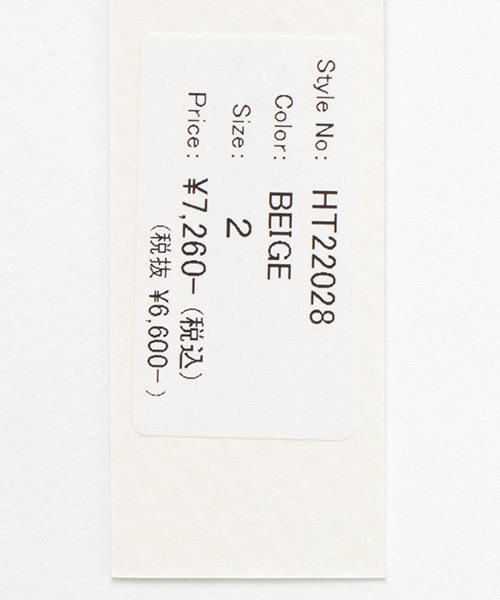 Style No: HT22028
Color: BEIGE
Size: 2
Price: ¥7,260-(税込)
(税抜 ¥6,600-)